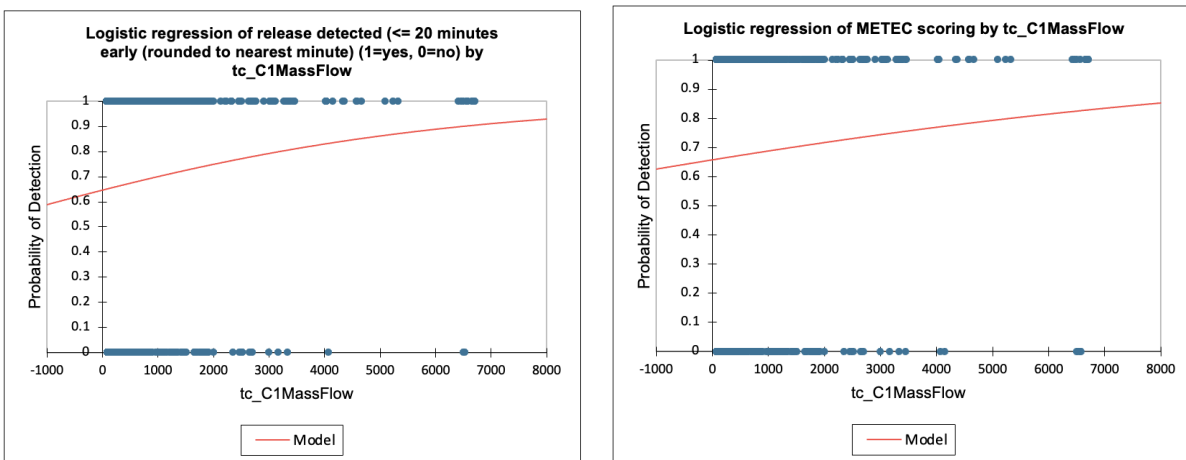 Logistic regression of release detected (<= 20 minutes
early (rounded to nearest minute) (1=yes, 0=no) by
tc_C1MassFlow
1
0.9
0.8
0.7
0.6
0.5
0.4
0.3
0.2
0.1
0
Probability of Detection
-1000 0 1000 2000 3000 4000 5000 6000 7000 8000
tc_C1MassFlow
Model
Logistic regression of METEC scoring by tc_C1MassFlow
1
0.9
0.8
0.7
0.6
0.5
0.4
0.3
0.2
0.1
0
Probability of Detection
-1000 0 1000 2000 3000 4000 5000 6000 7000 8000
tc_C1MassFlow
Model